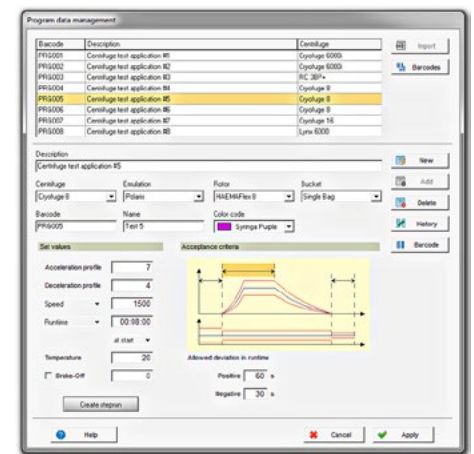 Program data management
Barcode Description Centrifuge
PRG001 Centrifuge test application #1 Cryofuge 6000i
PRG002 Centrifuge test application #2 Cryofuge 6000i
PRG003 Centrifuge test application #3 RC 3BP+
PRG004 Centrifuge test application #4 Cryofuge 8
PRG005 Centrifuge test application #5 Cryofuge 8
PRG006 Centrifuge test application #6 Cryofuge 8
PRG007 Centrifuge test application #7 Cryofuge 16
PRG008 Centrifuge test application #8 Lynx 6000
Import
Barcodes
Description
Centrifuge test application #5
Centrifuge Emulation Rotor Bucket
Cryofuge 8 Polaris HAEMAFlex 8 Single Bag
Barcode Name Color code
PRG005 Test 5 Syringa Puple
New
Add
Delete
History
Barcode
Set values Acceptance criteria
Acceleration profile 7
Deceleration profile 4
Speed 1500
Runtime 00:08:00
at start
Temperature 20
Brake-Off 0
Create steprun
Allowed deviation in runtime
Positive 60 s
Negative 30 s
Help Cancel Apply